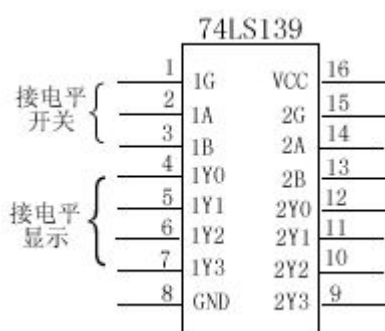 74LS139
1 1G VCC 16
2 1A 2G 15
3 1B 2A 14
4 1Y0 2B 13
5 1Y1 2Y0 12
6 1Y2 2Y1 11
7 1Y3 2Y2 10
8 GND 2Y3 9
接电平
开关
接电平
显示